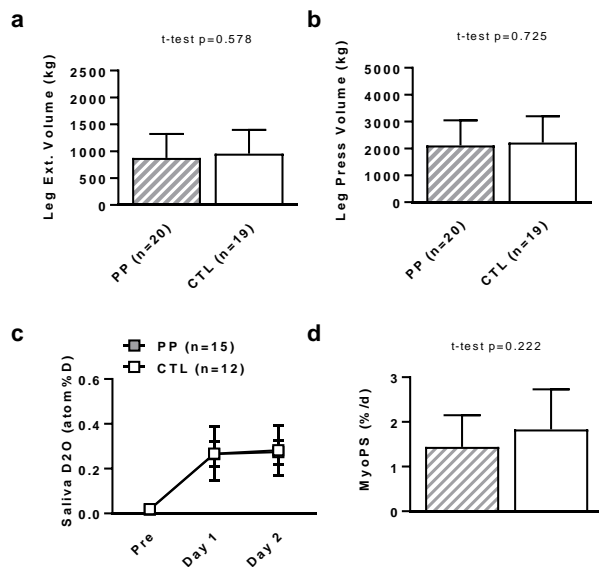 a
t-test p=0.578
Leg Ext. Volume (kg)
2500
2000
1500
1000
500
0
PP (n=20)
CTL (n=19)
b
t-test p=0.725
Leg Press Volume (kg)
5000
4000
3000
2000
1000
0
PP (n=20)
CTL (n=19)
c
PP (n=15)
CTL (n=12)
Saliva D2O (atom%D)
0.6
0.4
0.2
0.0
Pre
Day 1
Day 2
d
t-test p=0.222
MyoPS (%/d)
3
2
1
0